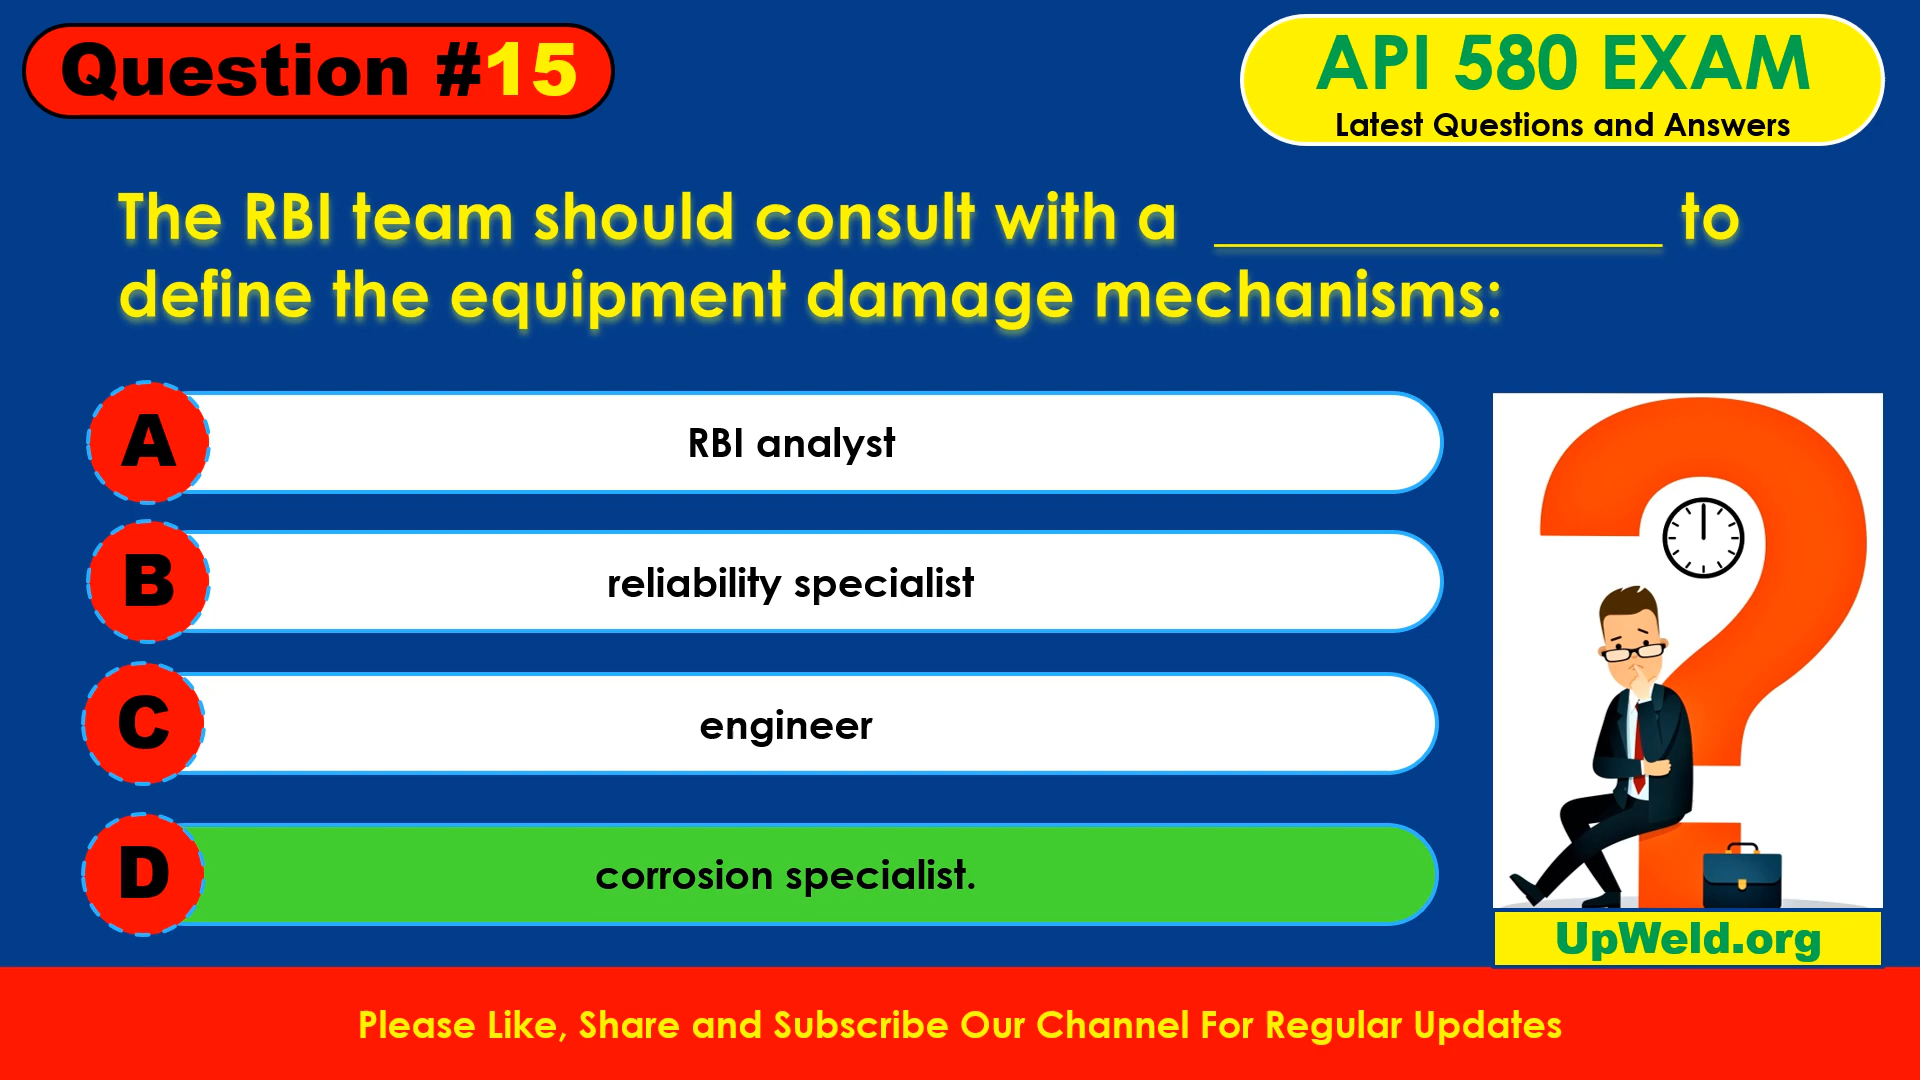 Question #15
API 580 EXAM
Latest Questions and Answers
The RBI team should consult with a ______________ to
define the equipment damage mechanisms:
A
RBI analyst
B
reliability specialist
C
engineer
D
corrosion specialist.
UpWeld.org
Please Like, Share and Subscribe Our Channel For Regular Updates